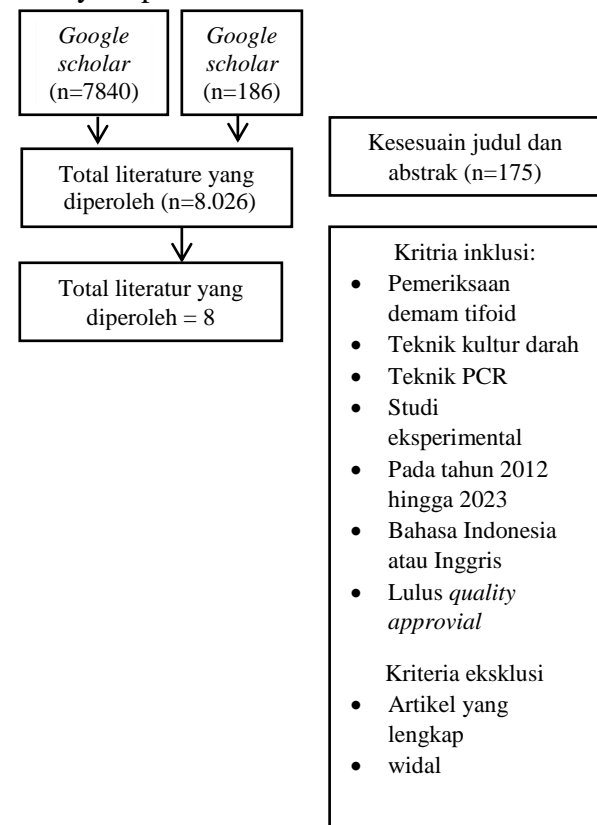 Google
scholar
(n=7840)
Google
scholar
(n=186)
Total literature yang
diperoleh (n=8.026)
Total literatur yang
diperoleh = 8
Kesesuain judul dan
abstrak (n=175)
Kritria inklusi:
• Pemeriksaan
demam tifoid
• Teknik kultur darah
• Teknik PCR
• Studi
eksperimental
• Pada tahun 2012
hingga 2023
• Bahasa Indonesia
atau Inggris
• Lulus quality
approvial
Kriteria eksklusi
• Artikel yang
lengkap
• widal